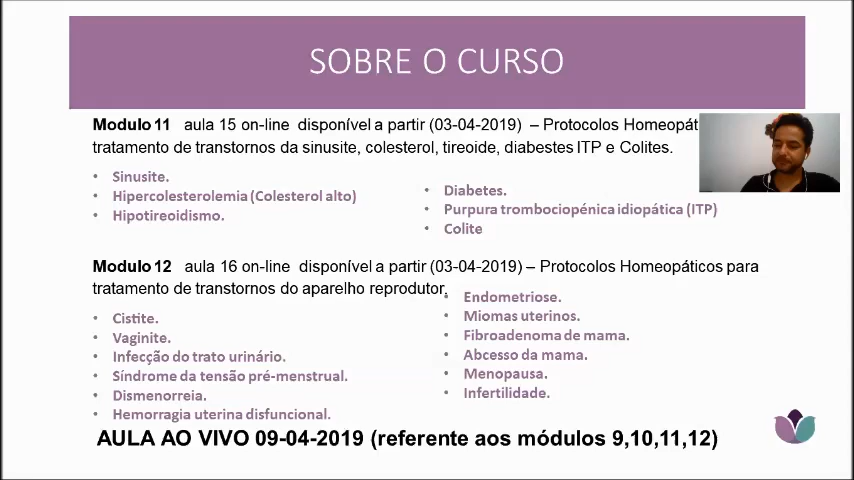 SOBRE O CURSO
Modulo 11 aula 15 on-line disponível a partir (03-04-2019) – Protocolos
tratamento de transtornos da sinusite, colesterol, tireoide, diabetes ITP e Colites.
• Sinusite.
• Hipercolesterolemia (Colesterol alto)
• Hipotireoidismo.
• Diabetes.
• Purpura trombociopénica idiopática (ITP)
• Colite
Modulo 12 aula 16 on-line disponível a partir (03-04-2019) – Protocolos Homeopáticos para
tratamento de transtornos do aparelho reprodutor.
• Cistite.
• Vaginite.
• Infecção do trato urinário.
• Síndrome da tensão pré-menstrual.
• Dismenorreia.
• Hemorragia uterina disfuncional.
• Endometriose.
• Miomas uterinos.
• Fibroadenoma de mama.
• Abcesso da mama.
• Menopausa.
• Infertilidade.
AULA AO VIVO 09-04-2019 (referente aos módulos 9,10,11,12)